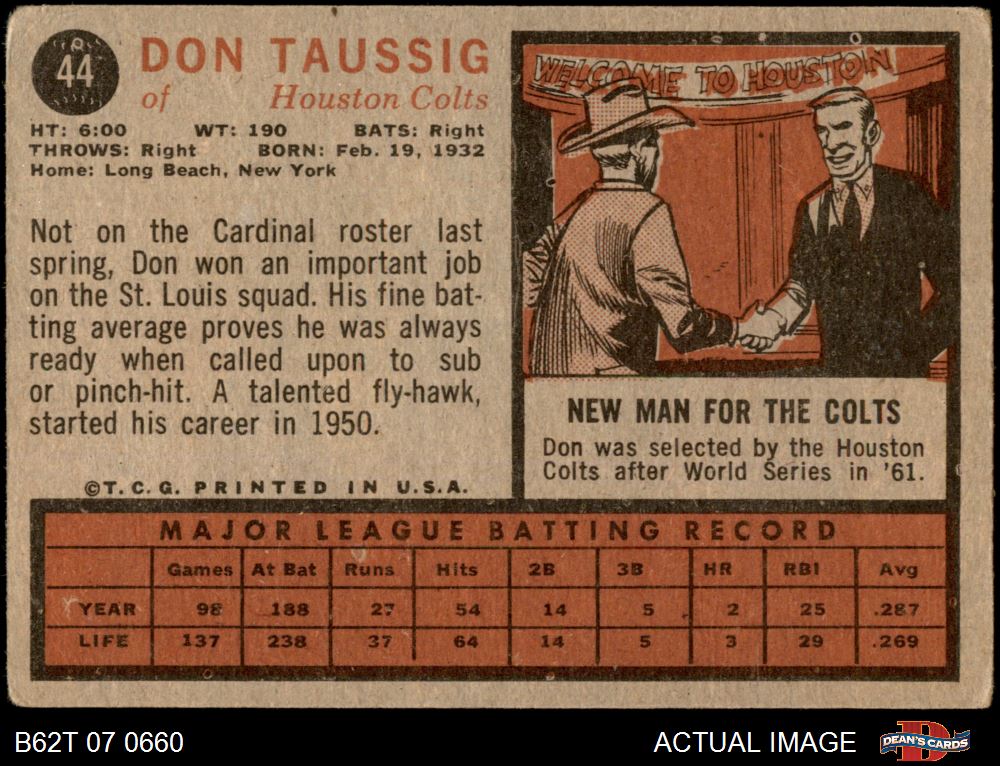 44
DON TAUSSIG
of Houston Colts
HT: 6:00 WT: 190 BATS: Right
THROWS: Right BORN: Feb. 19, 1932
Home: Long Beach, New York
Not on the Cardinal roster last
spring, Don won an important job
on the St. Louis squad. His fine bat-
ting average proves he was always
ready when called upon to sub
or pinch-hit. A talented fly-hawk,
started his career in 1950.
©T.C.G. PRINTED IN U.S.A.
WELCOME TO HOUSTON
NEW MAN FOR THE COLTS
Don was selected by the Houston
Colts after World Series in '61.
MAJOR LEAGUE BATTING RECORD
Games At Bat Runs Hits 2B 3B HR RBI Avg
YEAR 98 188 27 54 14 5 2 25 .287
LIFE 137 238 37 64 14 5 3 29 .269
B62T 07 0660 ACTUAL IMAGE D DEAN'S CARDS